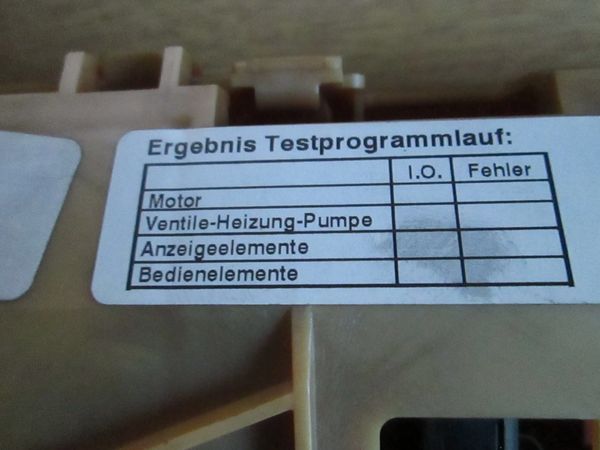 Ergebnis Testprogrammlauf:
I.O. Fehler
Motor
Ventile-Heizung-Pumpe
Anzeigeelemente
Bedienelemente